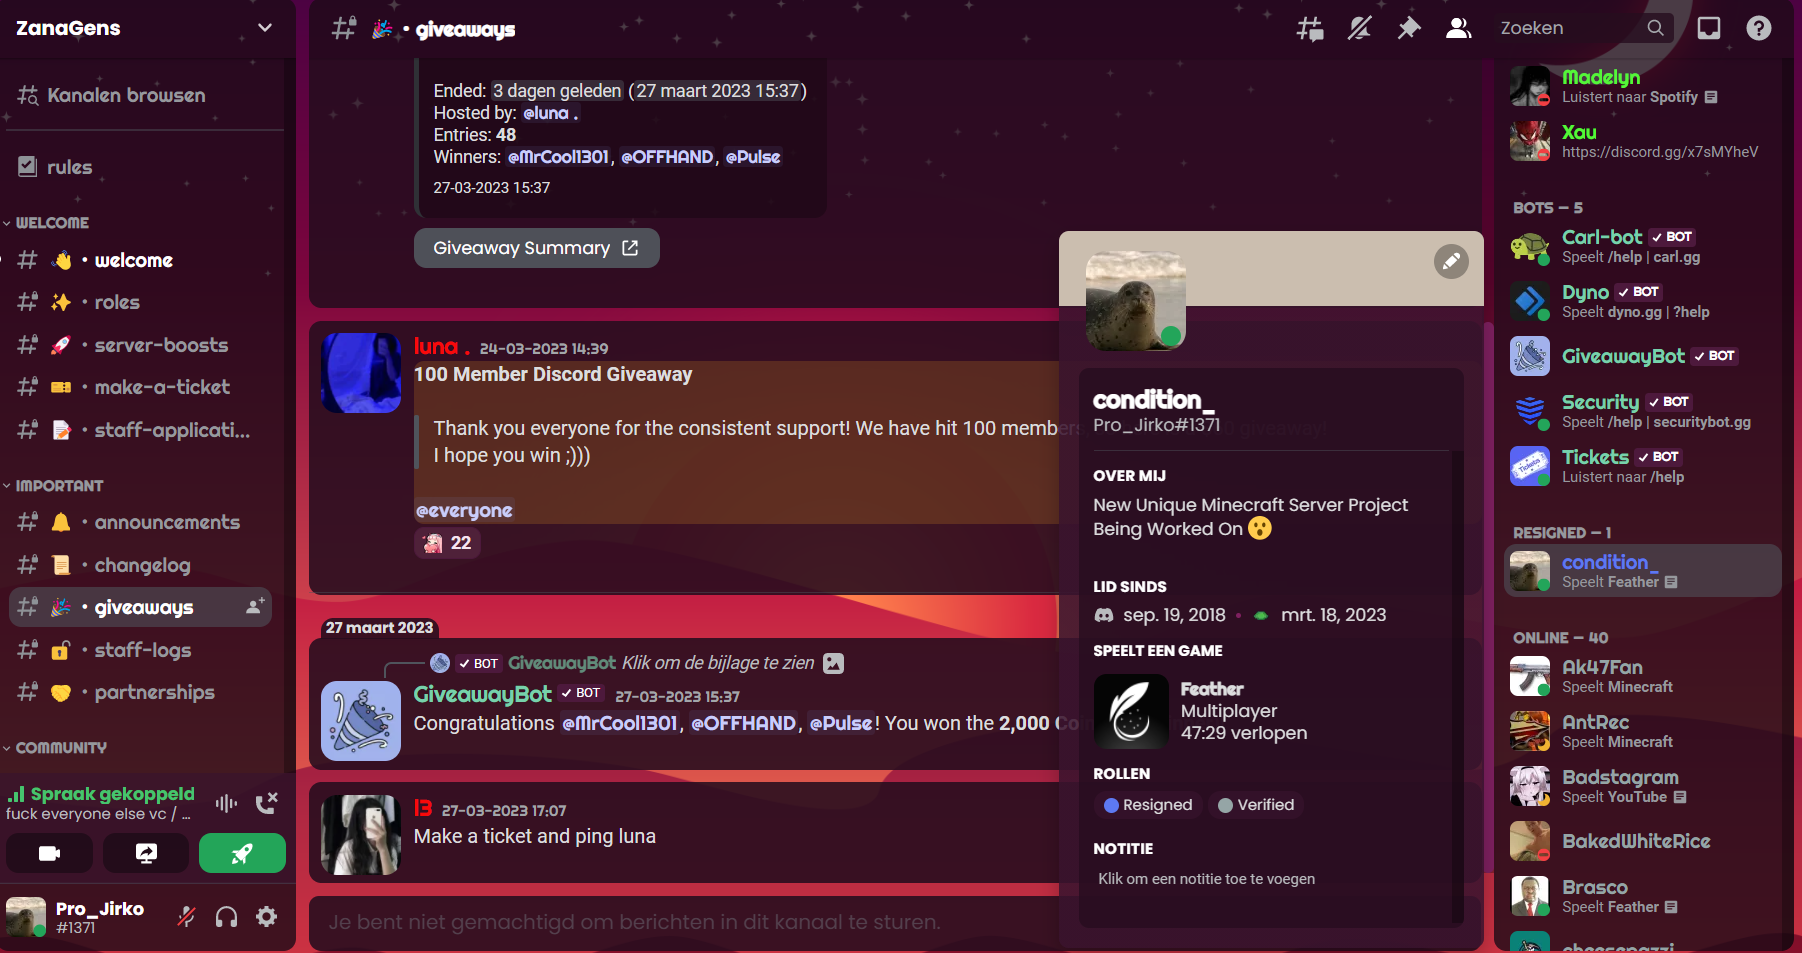 ZanaGens
Kanalen browsen
rules
WELCOME
• welcome
• roles
• server-boosts
• make-a-ticket
• staff-applicati...
IMPORTANT
• announcements
• changelog
• giveaways
• staff-logs
• partnerships
COMMUNITY
Spraak gekoppeld
fuck everyone else vc / ...
Pro_Jirko
#1371
• giveaways
Zoeken
Ended: 3 dagen geleden (27 maart 2023 15:37)
Hosted by: @luna .
Entries: 48
Winners: @MrCool1301, @OFFHAND, @Pulse
27-03-2023 15:37
Giveaway Summary
luna . 24-03-2023 14:39
100 Member Discord Giveaway
Thank you everyone for the consistent support! We have hit 100 members, giveaway!
I hope you win ;)))
@everyone
22
27 maart 2023
BOT GiveawayBot Klik om de bijlage te zien
GiveawayBot BOT 27-03-2023 15:37
Congratulations @MrCool1301, @OFFHAND, @Pulse! You won the 2,000 Co
13 27-03-2023 17:07
Make a ticket and ping luna
Je bent niet gemachtigd om berichten in dit kanaal te sturen.
condition_
Pro_Jirko#1371
OVER MIJ
New Unique Minecraft Server Project
Being Worked On
LID SINDS
sep. 19, 2018 • mrt. 18, 2023
SPEELT EEN GAME
Feather
Multiplayer
47:29 verlopen
ROLLEN
Resigned Verified
NOTITIE
Klik om een notitie toe te voegen
Madelyn
Luistert naar Spotify
Xau
https://discord.gg/x7sMYheV
BOTS — 5
Carl-bot BOT
Speelt /help | carl.gg
Dyno BOT
Speelt dyno.gg | ?help
GiveawayBot BOT
Security BOT
Speelt /help | securitybot.gg
Tickets BOT
Luistert naar /help
RESIGNED — 1
condition_
Speelt Feather
ONLINE — 40
Ak47Fan
Speelt Minecraft
AntRec
Speelt Minecraft
Badstagram
Speelt YouTube
BakedWhiteRice
Brasco
Speelt Feather